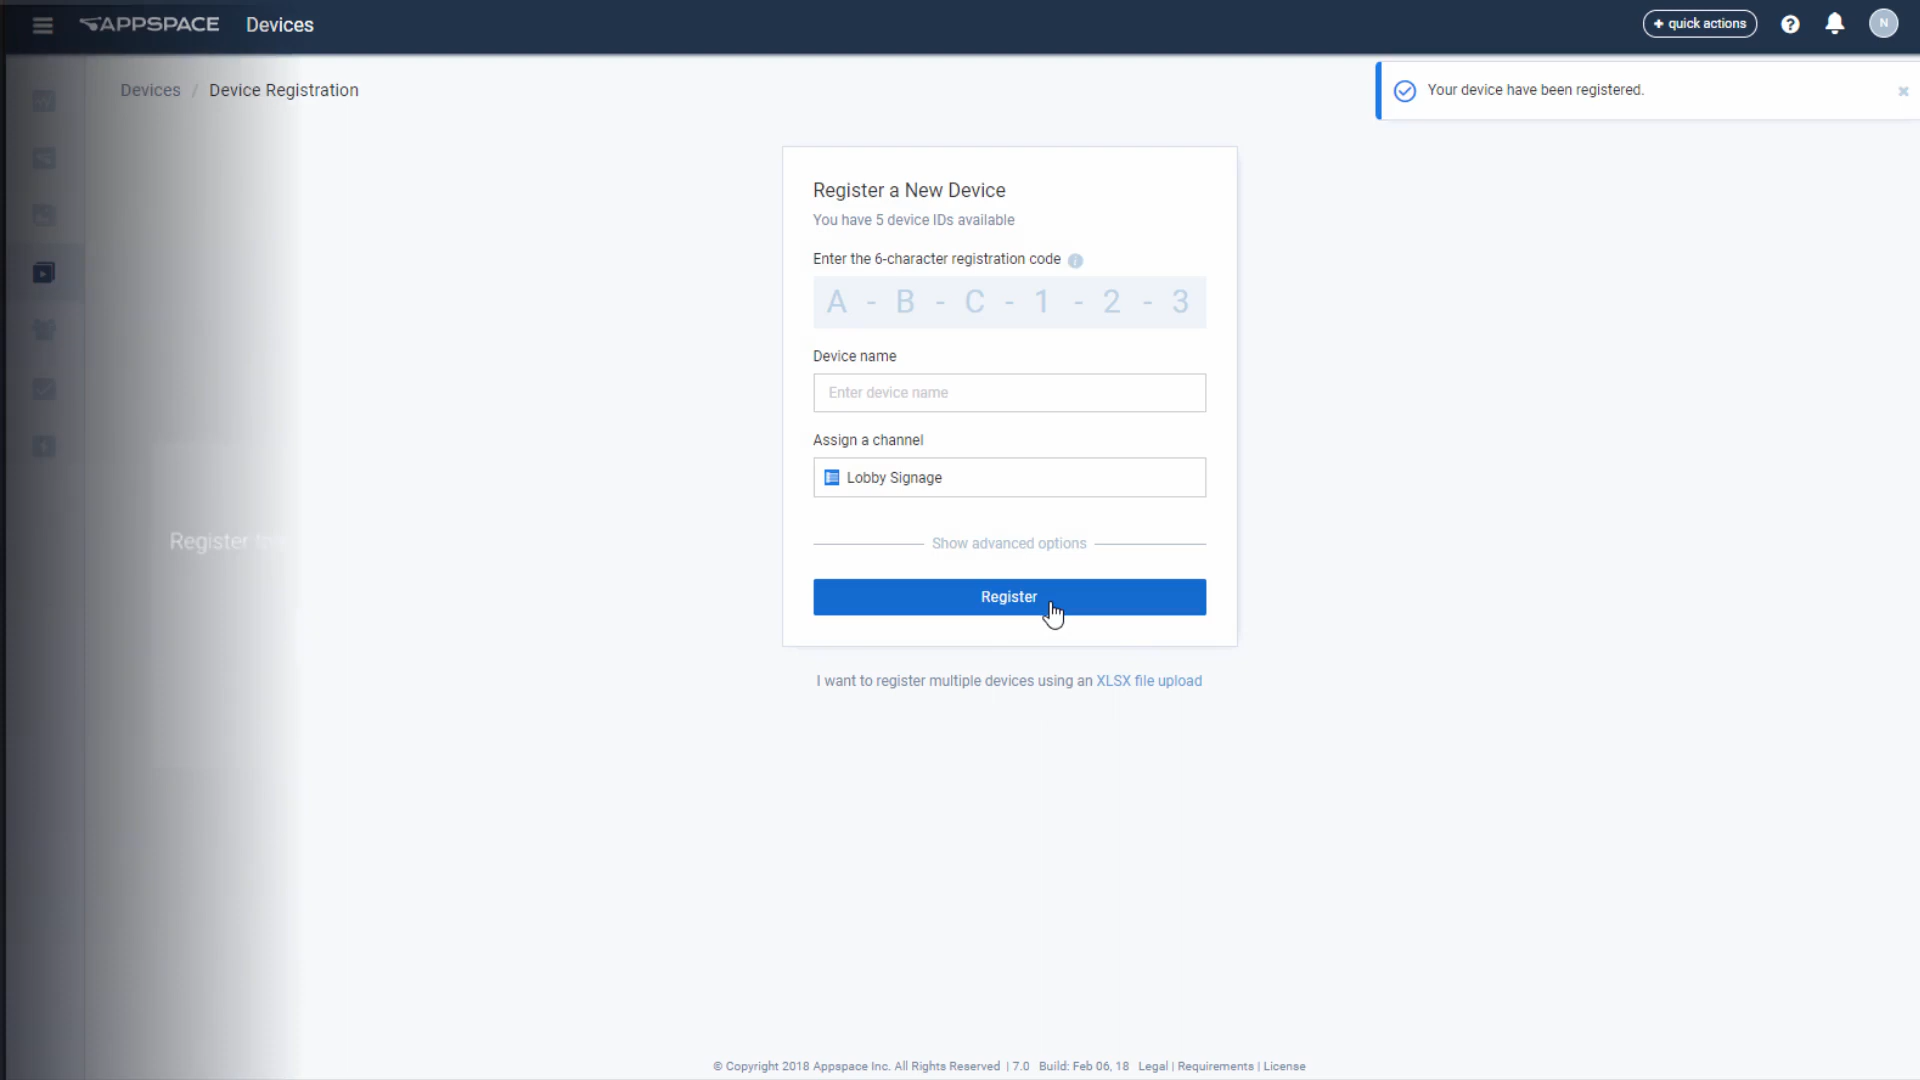 APPSPACE Devices
+ quick actions
N
Devices / Device Registration
Your device have been registered.
Register a New Device
You have 5 device IDs available
Enter the 6-character registration code
A - B - C - 1 - 2 - 3
Device name
Enter device name
Assign a channel
Lobby Signage
Show advanced options
Register
Register
I want to register multiple devices using an XLSX file upload
© Copyright 2018 Appspace Inc. All Rights Reserved | 7.0 Build: Feb 06, 18 Legal | Requirements | License